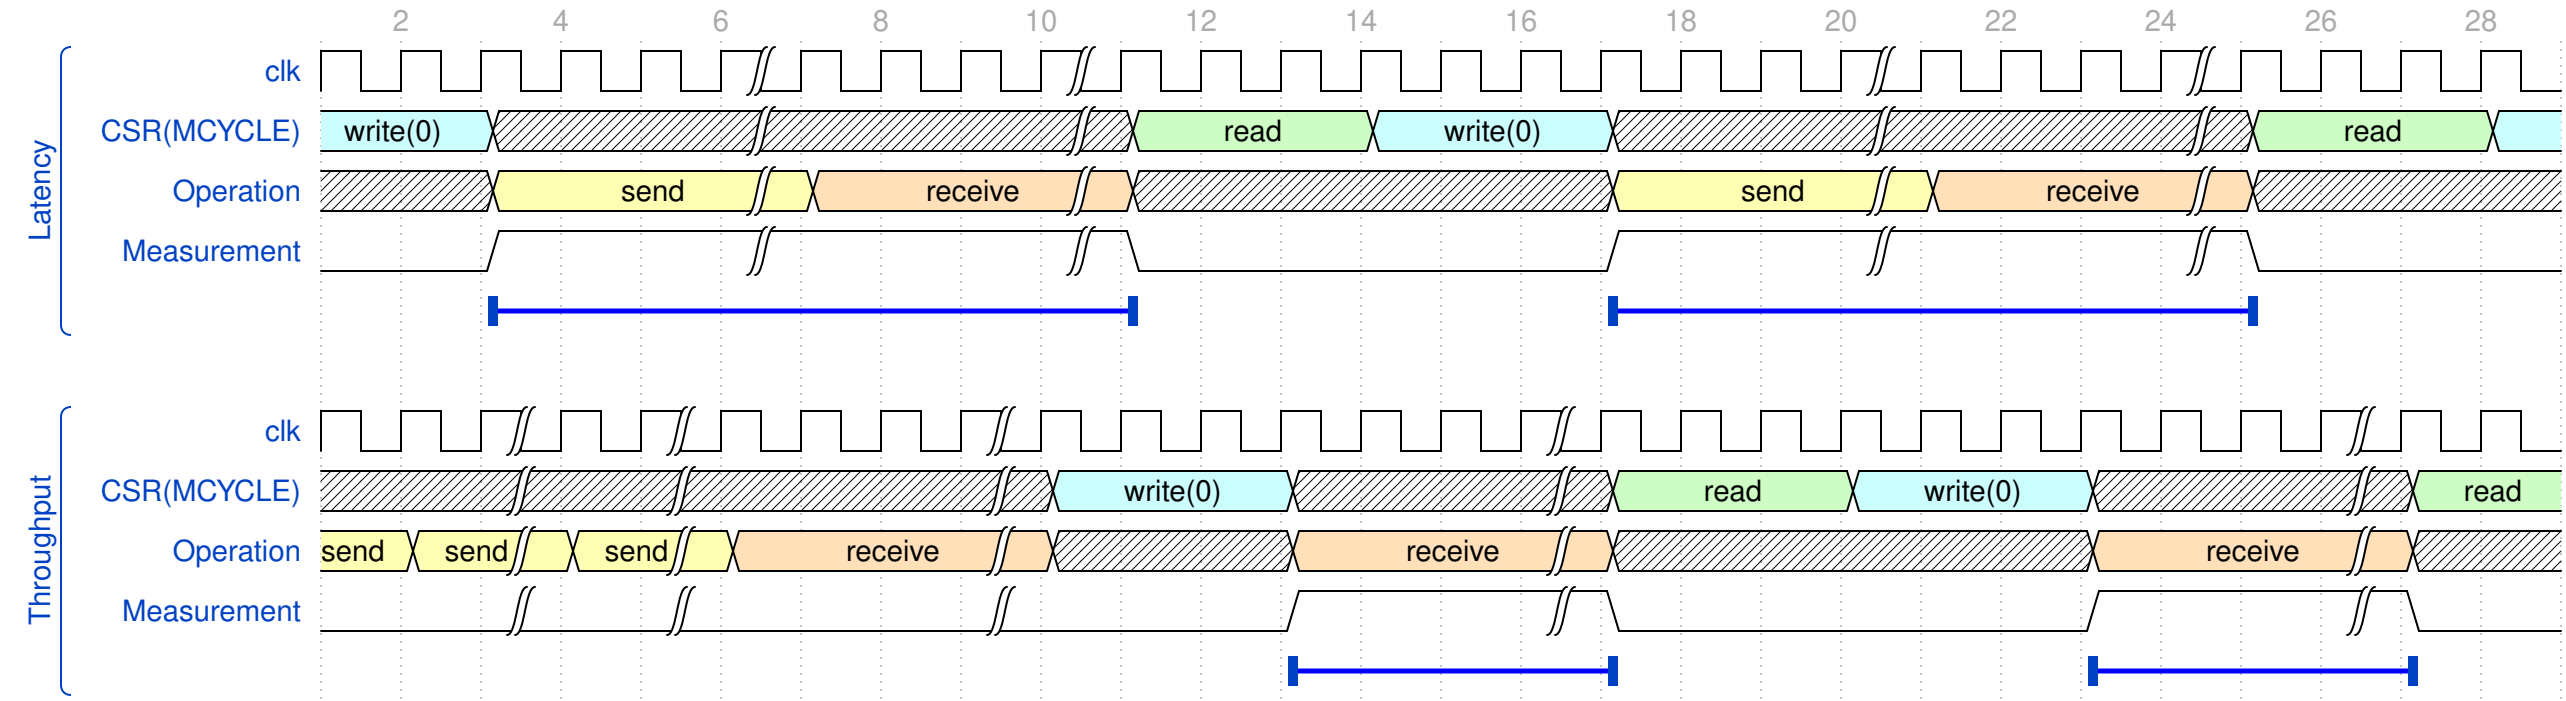 2 4 6 8 10 12 14 16 18 20 22 24 26 28
Latency
clk
CSR(MCYCLE) write(0) read write(0) read
Operation send receive send receive
Measurement
Throughput
clk
CSR(MCYCLE) write(0) read write(0) read
Operation send send send receive receive receive
Measurement